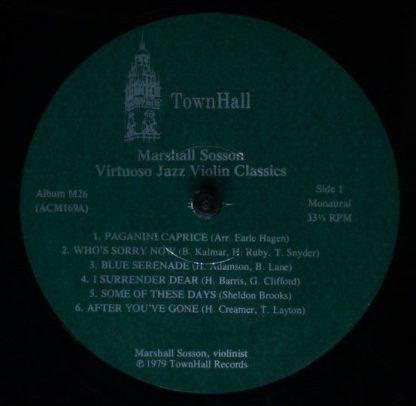 TownHall
Marshall Sosson
Virtuoso Jazz Violin Classics
Album M26
(ACM169A)
Side 1
Monaural
33⅓ RPM
1. PAGANINI CAPRICE (Arr. Earle Hagen)
2. WHO'S SORRY NOW (B. Kalmar, H. Ruby, T. Snyder)
3. BLUE SERENADE (H. Adamson, B. Lane)
4. I SURRENDER DEAR (H. Barris, G. Clifford)
5. SOME OF THESE DAYS (Sheldon Brooks)
6. AFTER YOU'VE GONE (H. Creamer, T. Layton)
Marshall Sosson, violinist
℗ 1979 TownHall Records